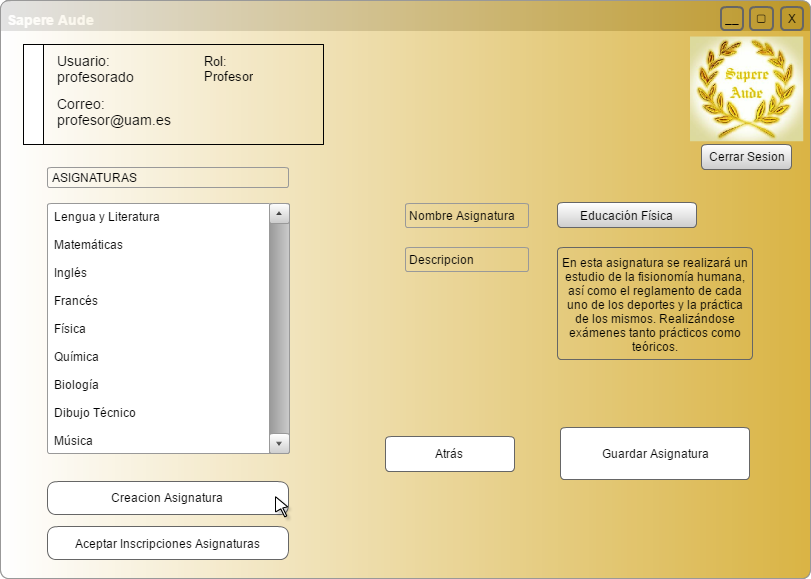 Sapere Aude
__ □ X
Usuario:
profesorado
Rol:
Profesor
Correo:
profesor@uam.es
Sapere
Aude
Cerrar Sesion
ASIGNATURAS
Lengua y Literatura
Matemáticas
Inglés
Francés
Física
Química
Biología
Dibujo Técnico
Música
Nombre Asignatura
Educación Física
Descripcion
En esta asignatura se realizará un
estudio de la fisionomía humana,
así como el reglamento de cada
uno de los deportes y la práctica
de los mismos. Realizándose
exámenes tanto prácticos como
teóricos.
Atrás
Guardar Asignatura
Creacion Asignatura
Aceptar Inscripciones Asignaturas